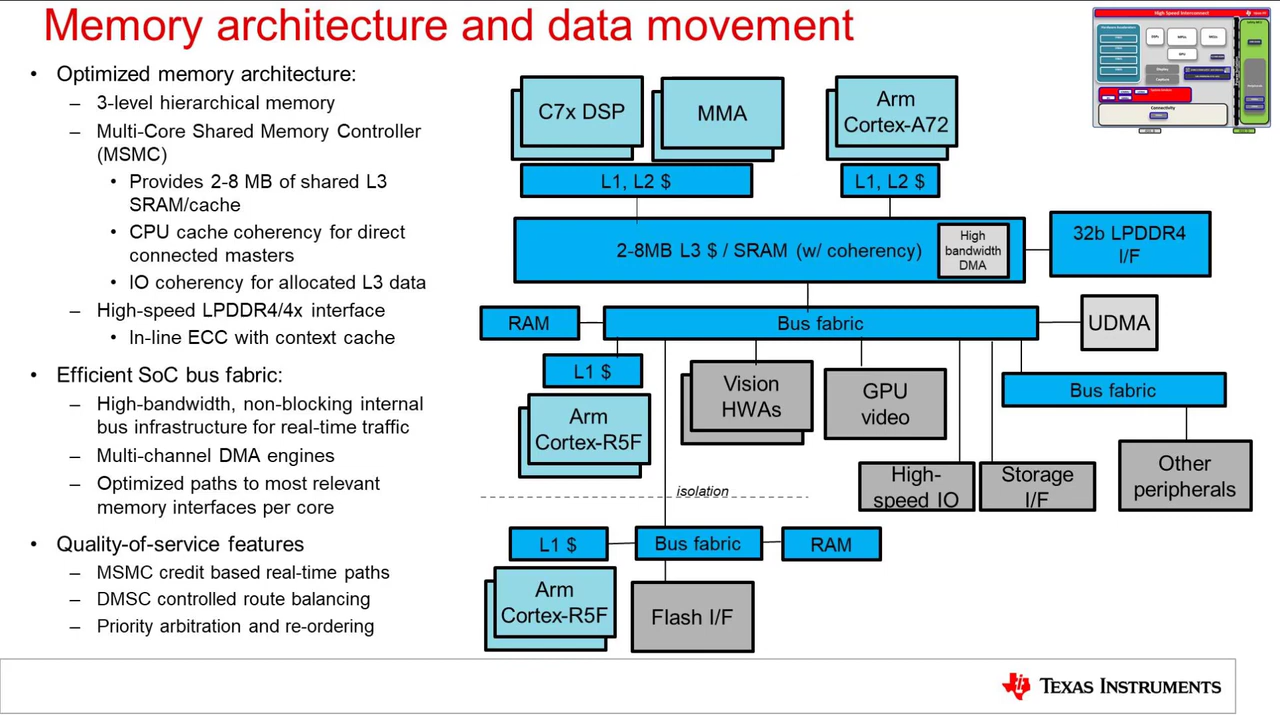 Memory architecture and data movement
• Optimized memory architecture:
– 3-level hierarchical memory
– Multi-Core Shared Memory Controller
(MSMC)
• Provides 2-8 MB of shared L3
SRAM/cache
• CPU cache coherency for direct
connected masters
• IO coherency for allocated L3 data
– High-speed LPDDR4/4x interface
• In-line ECC with context cache
• Efficient SoC bus fabric:
– High-bandwidth, non-blocking internal
bus infrastructure for real-time traffic
– Multi-channel DMA engines
– Optimized paths to most relevant
memory interfaces per core
• Quality-of-service features
– MSMC credit based real-time paths
– DMSC controlled route balancing
– Priority arbitration and re-ordering
High Speed Interconnect
Display
Capture
Connectivity
C7x DSP
MMA
Arm
Cortex-A72
L1, L2 $
L1, L2 $
2-8MB L3 $ / SRAM (w/ coherency)
High
bandwidth
DMA
32b LPDDR4
I/F
RAM
Bus fabric
UDMA
L1 $
Arm
Cortex-R5F
Vision
HWAs
GPU
video
Bus fabric
High-
speed IO
Storage
I/F
Other
peripherals
isolation
L1 $
Bus fabric
RAM
Arm
Cortex-R5F
Flash I/F
TEXAS INSTRUMENTS